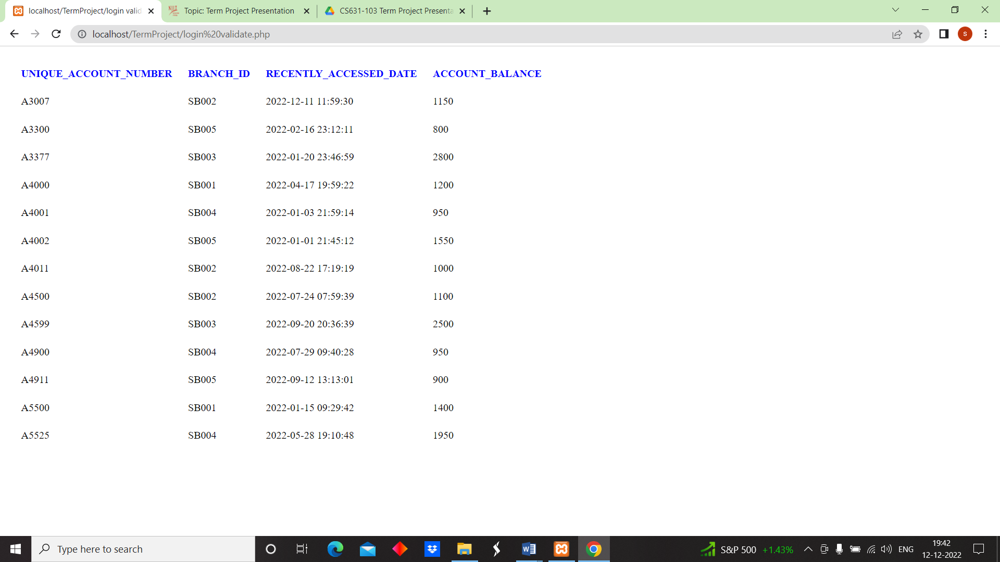 localhost/TermProject/login valid
Topic: Term Project Presentation
CS631-103 Term Project Presenta
localhost/TermProject/login%20validate.php
S
UNIQUE_ACCOUNT_NUMBER BRANCH_ID RECENTLY_ACCESSED_DATE ACCOUNT_BALANCE
A3007 SB002 2022-12-11 11:59:30 1150
A3300 SB005 2022-02-16 23:12:11 800
A3377 SB003 2022-01-20 23:46:59 2800
A4000 SB001 2022-04-17 19:59:22 1200
A4001 SB004 2022-01-03 21:59:14 950
A4002 SB005 2022-01-01 21:45:12 1550
A4011 SB002 2022-08-22 17:19:19 1000
A4500 SB002 2022-07-24 07:59:39 1100
A4599 SB003 2022-09-20 20:36:39 2500
A4900 SB004 2022-07-29 09:40:28 950
A4911 SB005 2022-09-12 13:13:01 900
A5500 SB001 2022-01-15 09:29:42 1400
A5525 SB004 2022-05-28 19:10:48 1950
Type here to search
S&P 500 +1.43%
ENG
19:42
12-12-2022